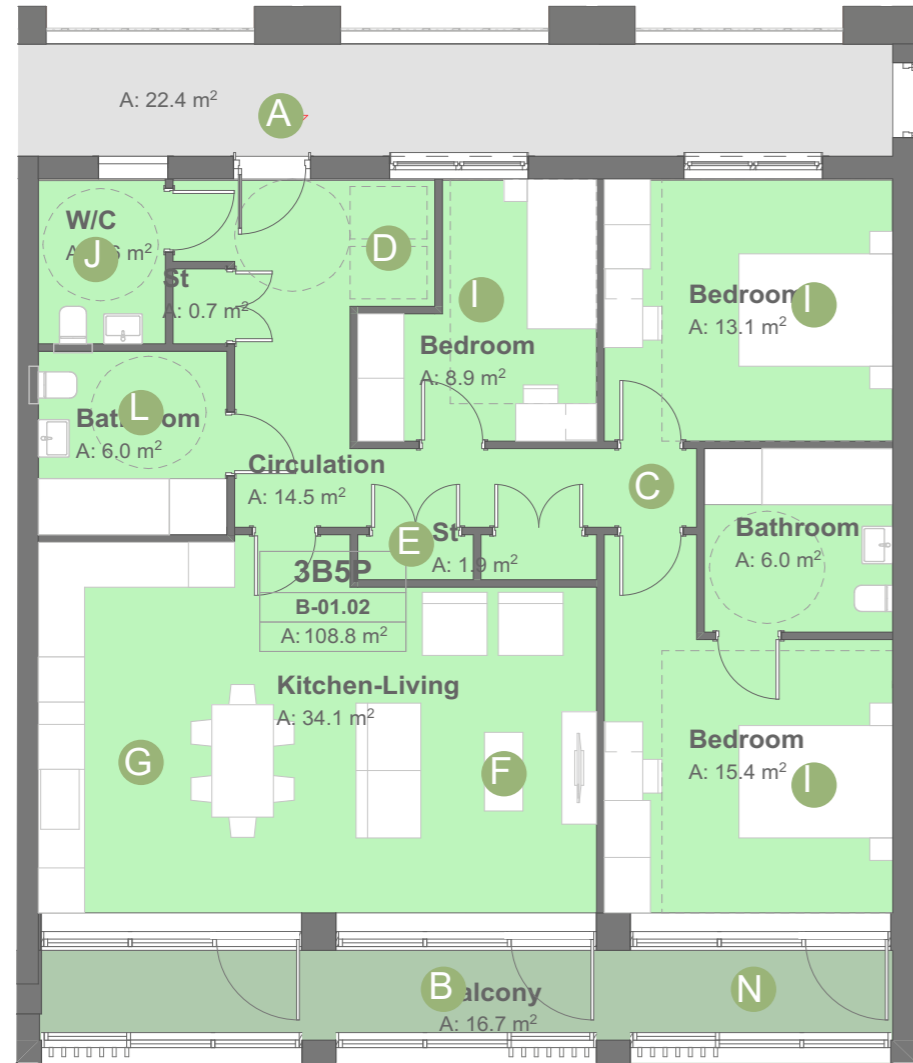 A: 22.4 m²
A
W/C
J
St
A: 0.7 m²
D
I
Bedroom
A: 8.9 m²
I
A: 13.1 m²
L
A: 6.0 m²
Circulation
A: 14.5 m²
C
E
St
A: 1.9 m²
Bathroom
A: 6.0 m²
3B5P
B-01.02
A: 108.8 m²
Kitchen-Living
A: 34.1 m²
G
F
Bedroom
A: 15.4 m²
I
B
N
A: 16.7 m²